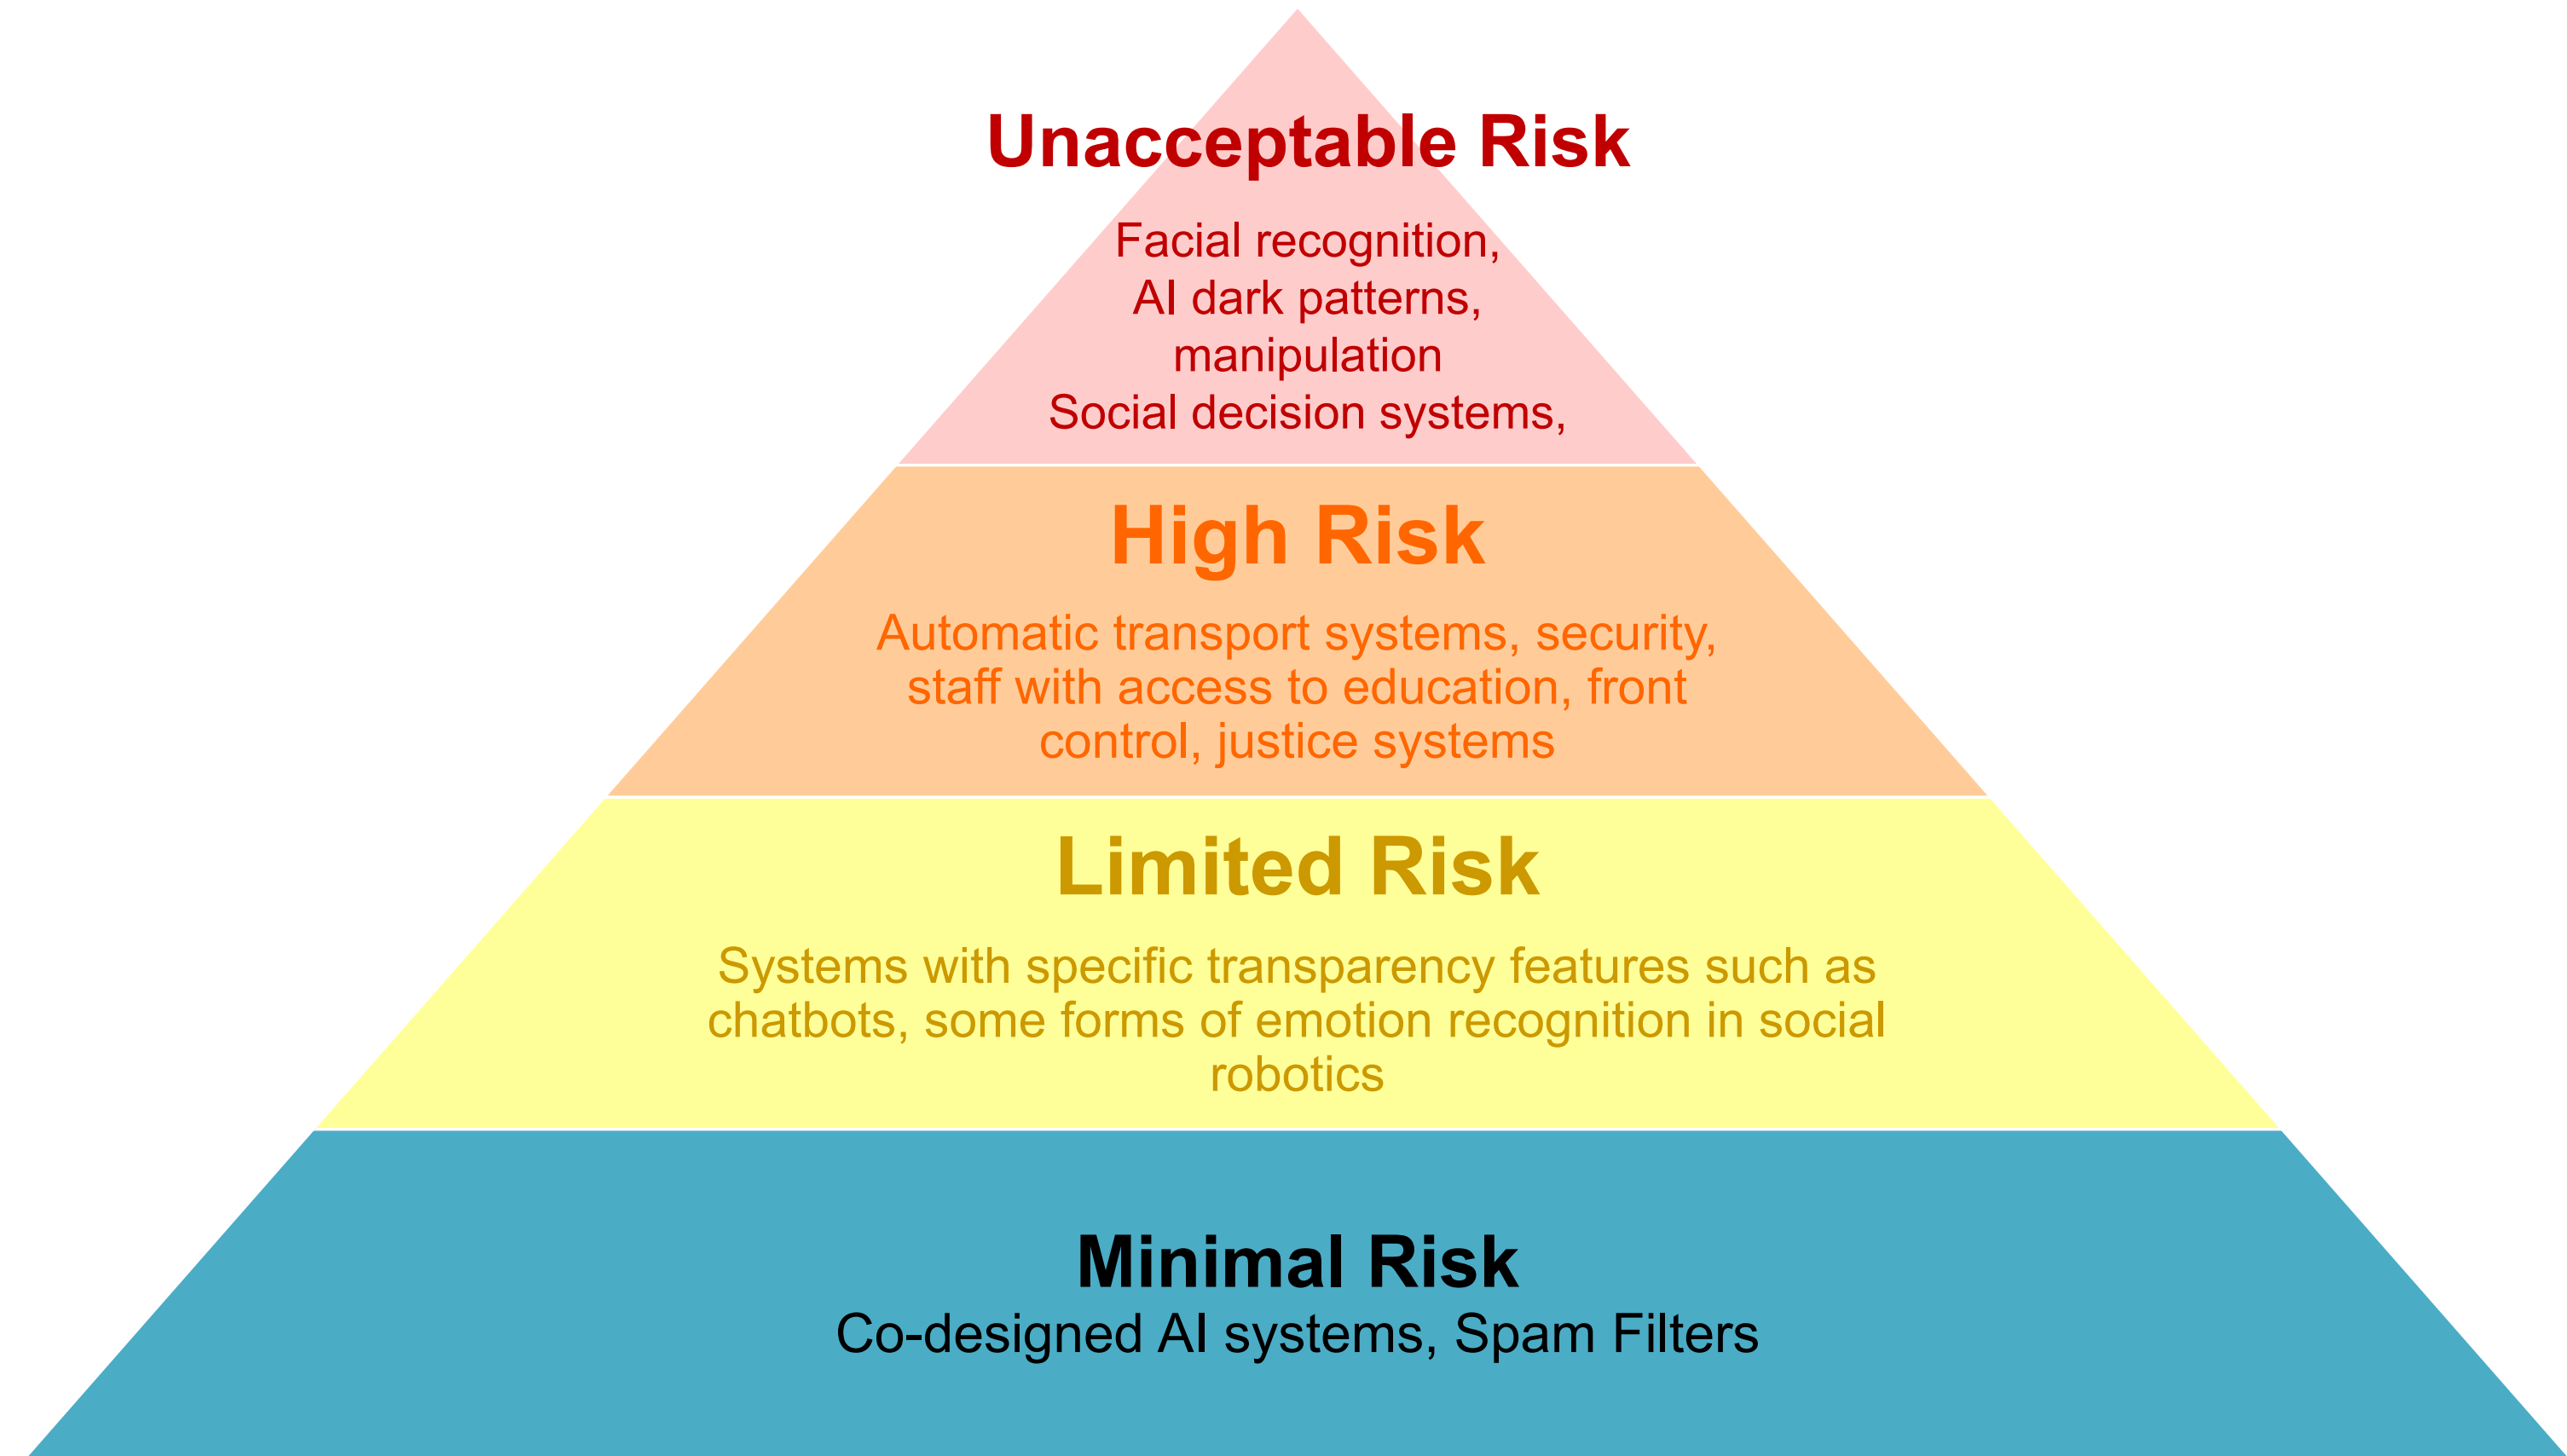 Unacceptable Risk
Facial recognition,
AI dark patterns,
manipulation
Social decision systems,
High Risk
Automatic transport systems, security,
staff with access to education, front
control, justice systems
Limited Risk
Systems with specific transparency features such as
chatbots, some forms of emotion recognition in social
robotics
Minimal Risk
Co-designed AI systems, Spam Filters